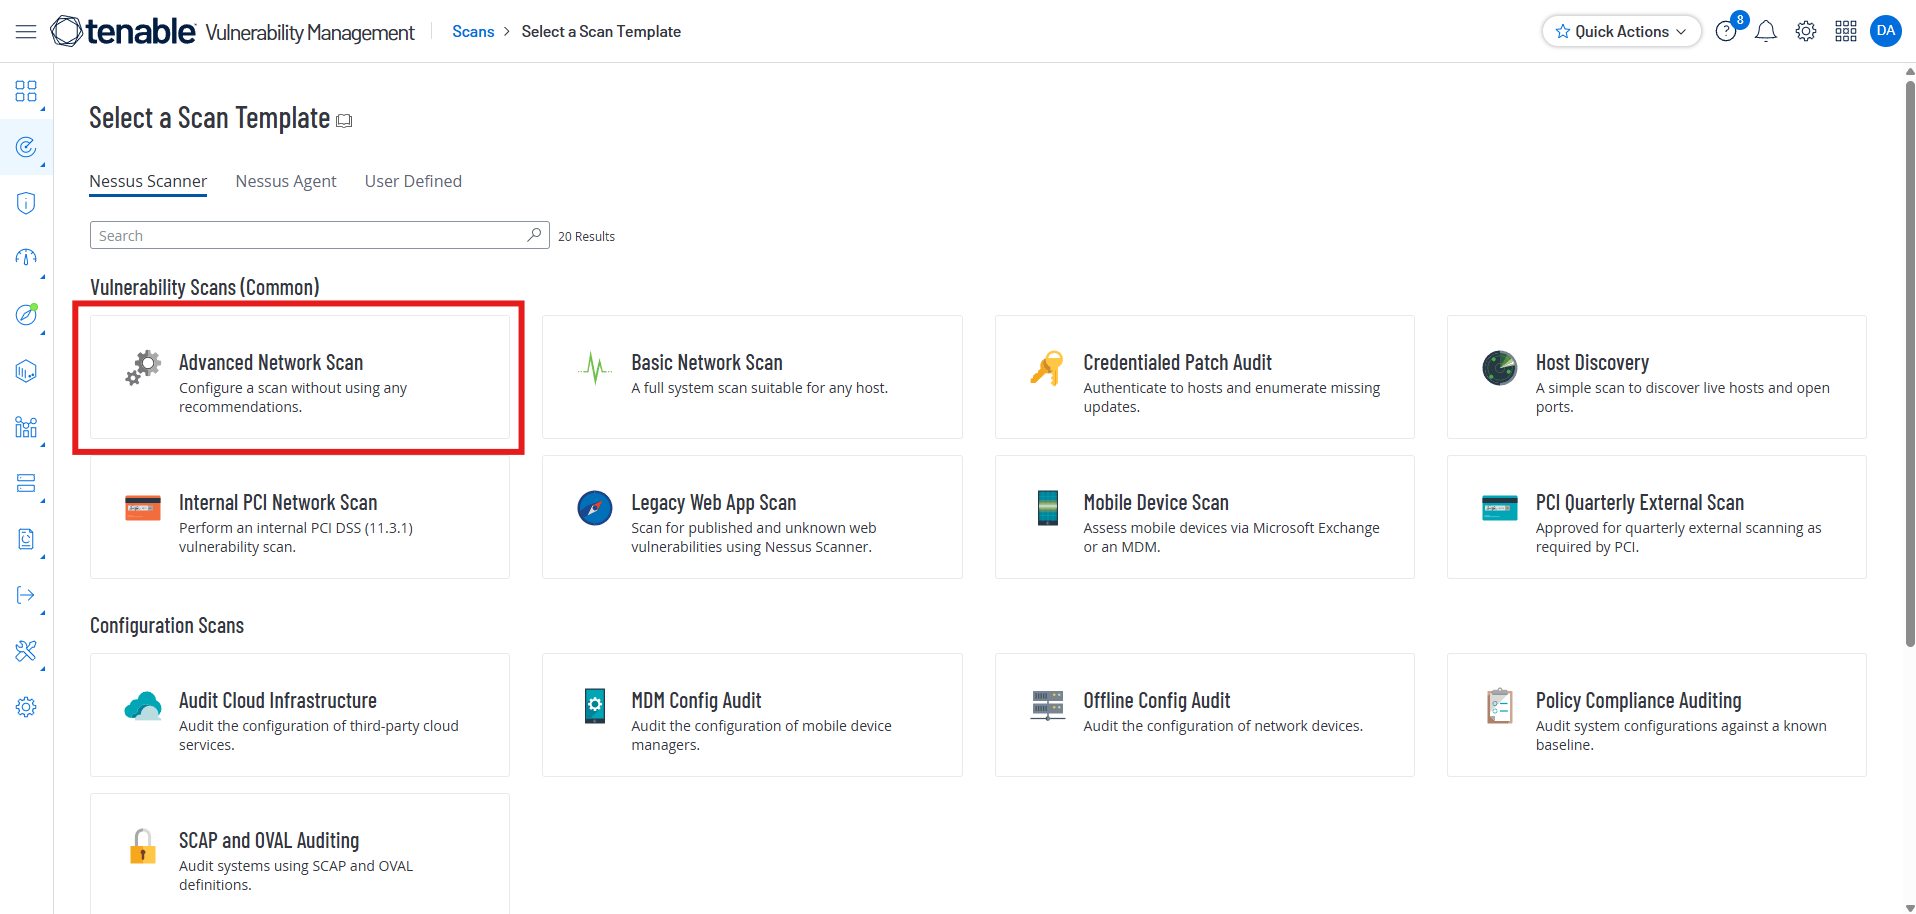 tenable Vulnerability Management
Scans > Select a Scan Template
Quick Actions
8
DA
Select a Scan Template
Nessus Scanner
Nessus Agent
User Defined
Search
20 Results
Vulnerability Scans (Common)
Advanced Network Scan
Configure a scan without using any
recommendations.
Basic Network Scan
A full system scan suitable for any host.
Credentialed Patch Audit
Authenticate to hosts and enumerate missing
updates.
Host Discovery
A simple scan to discover live hosts and open
ports.
Internal PCI Network Scan
Perform an internal PCI DSS (11.3.1)
vulnerability scan.
Legacy Web App Scan
Scan for published and unknown web
vulnerabilities using Nessus Scanner.
Mobile Device Scan
Assess mobile devices via Microsoft Exchange
or an MDM.
PCI Quarterly External Scan
Approved for quarterly external scanning as
required by PCI.
Configuration Scans
Audit Cloud Infrastructure
Audit the configuration of third-party cloud
services.
MDM Config Audit
Audit the configuration of mobile device
managers.
Offline Config Audit
Audit the configuration of network devices.
Policy Compliance Auditing
Audit system configurations against a known
baseline.
SCAP and OVAL Auditing
Audit systems using SCAP and OVAL
definitions.